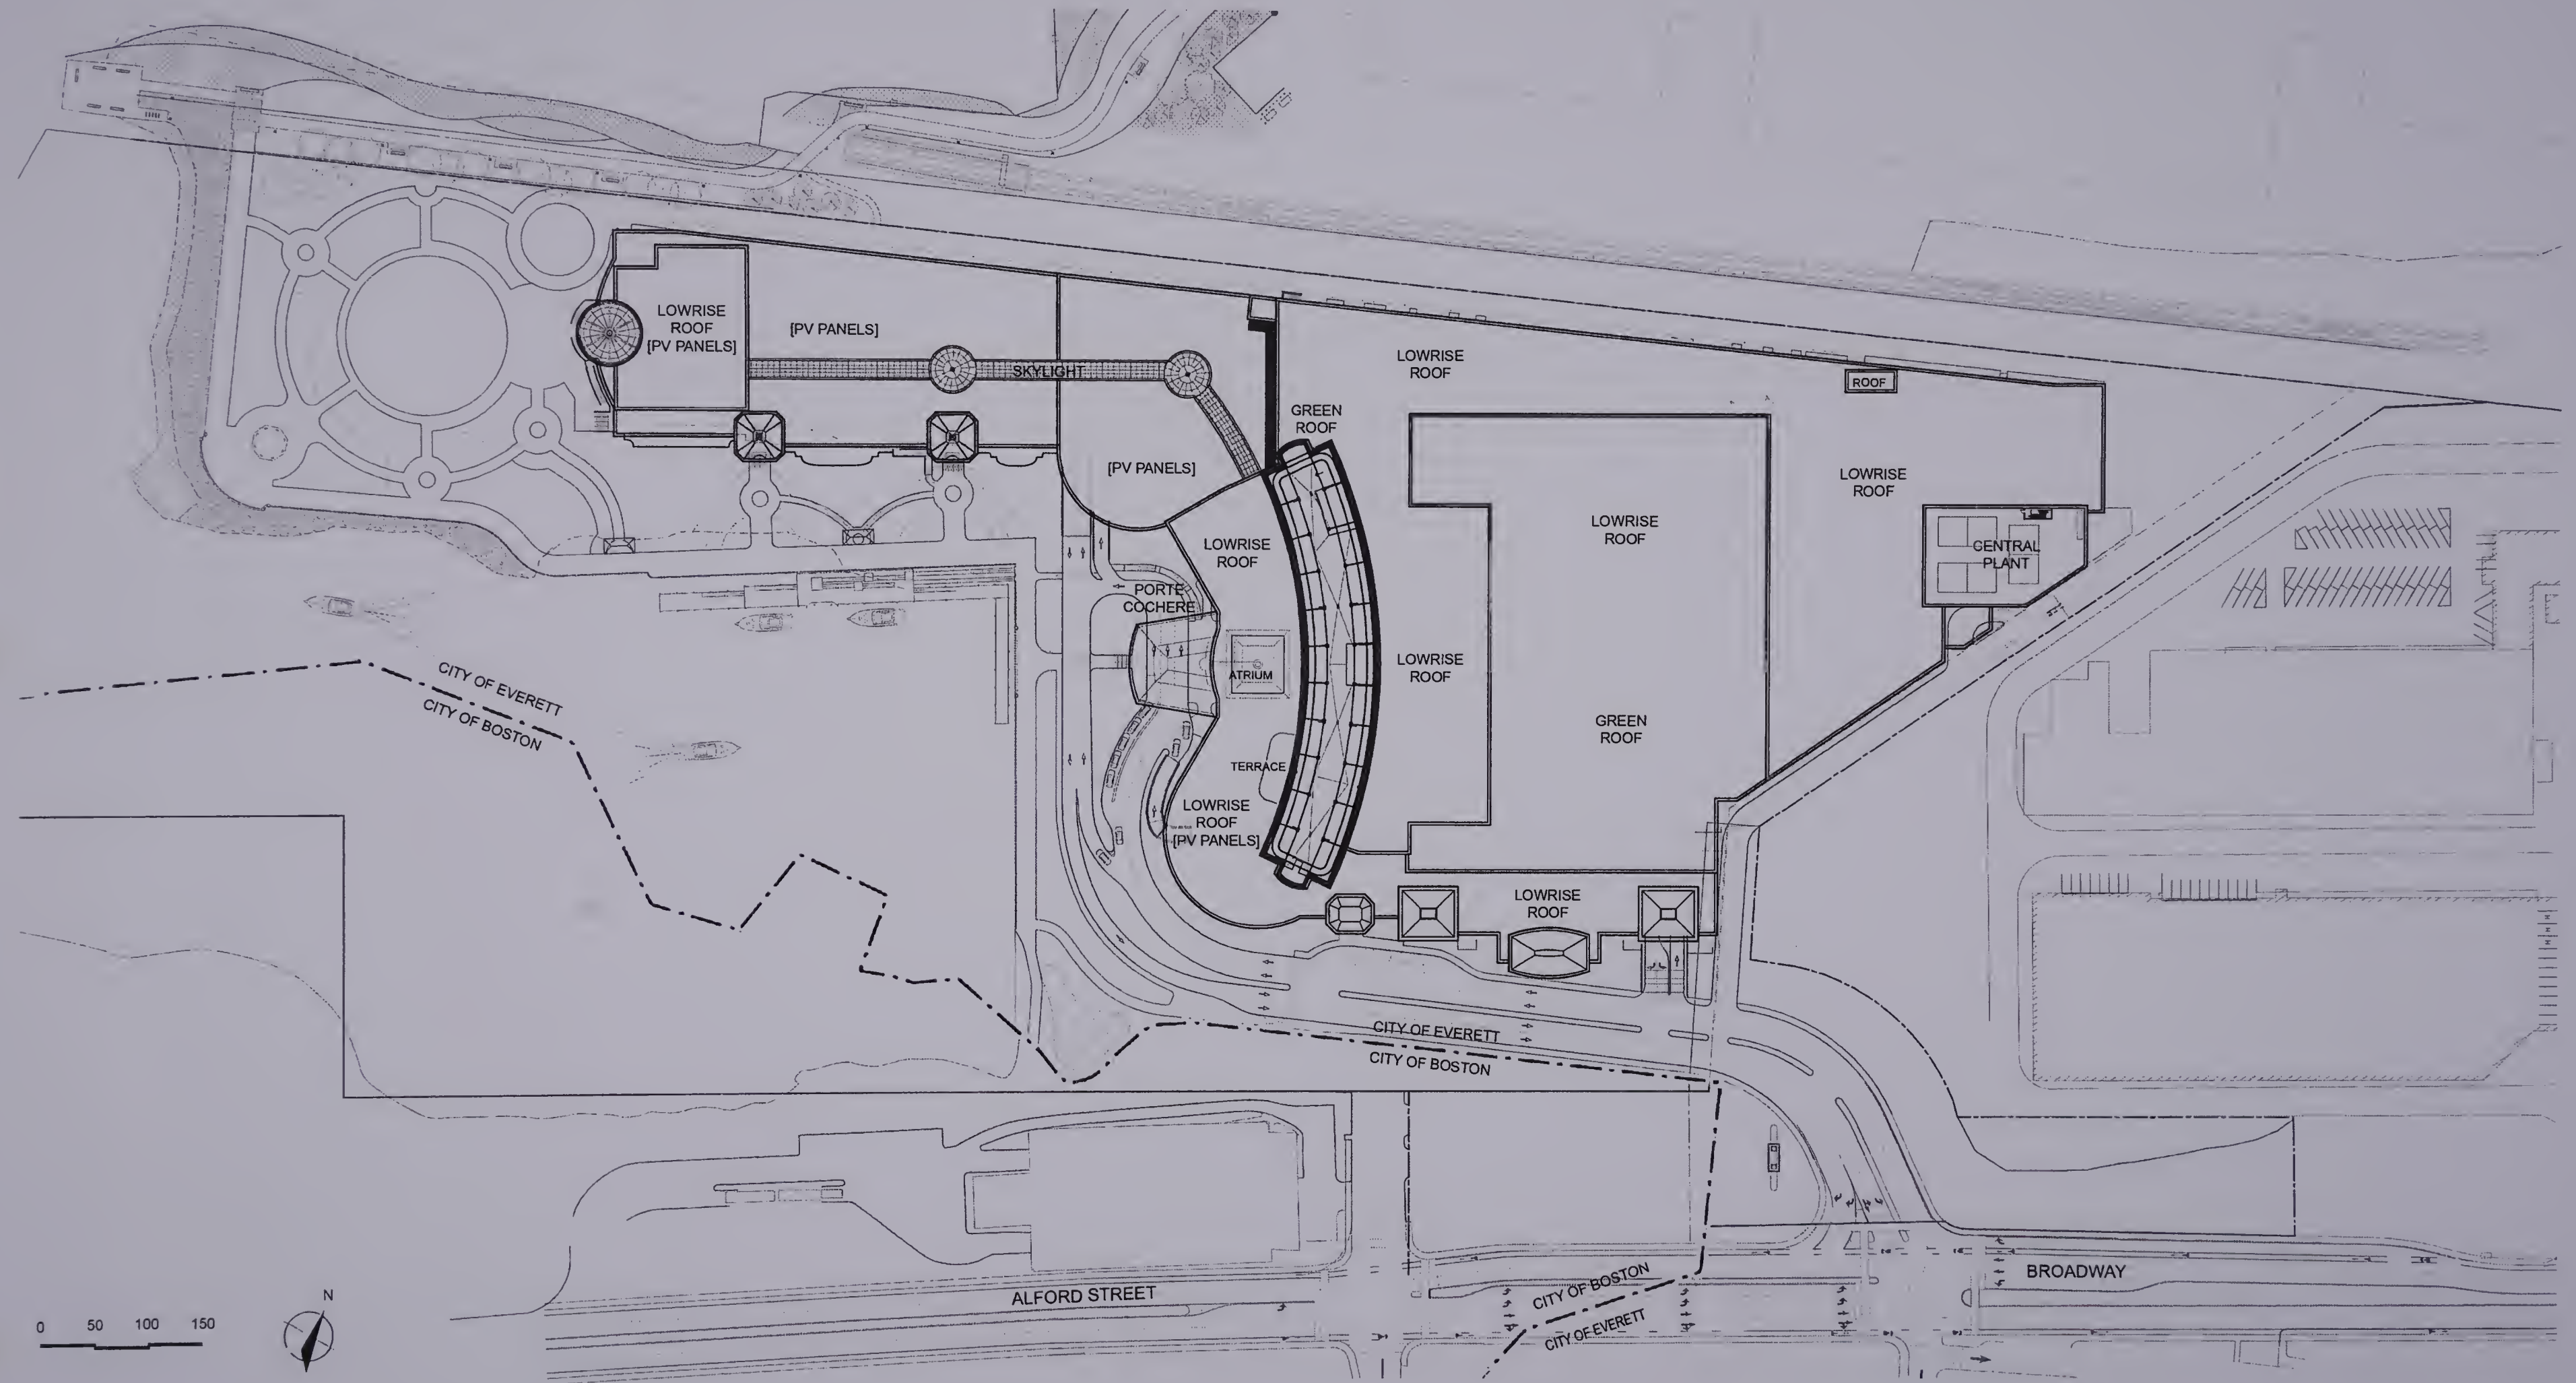 LOWRISE
ROOF
[PV PANELS]
[PV PANELS]
SKYLIGHT
LOWRISE
ROOF
ROOF
GREEN
ROOF
[PV PANELS]
LOWRISE
ROOF
LOWRISE
ROOF
LOWRISE
ROOF
CENTRAL
PLANT
PORTE
COCHERE
ATRIUM
LOWRISE
ROOF
CITY OF EVERETT
CITY OF BOSTON
GREEN
ROOF
TERRACE
LOWRISE
ROOF
[PV PANELS]
LOWRISE
ROOF
CITY OF EVERETT
CITY OF BOSTON
CITY OF BOSTON
CITY OF EVERETT
BROADWAY
ALFORD STREET
N
0 50 100 150